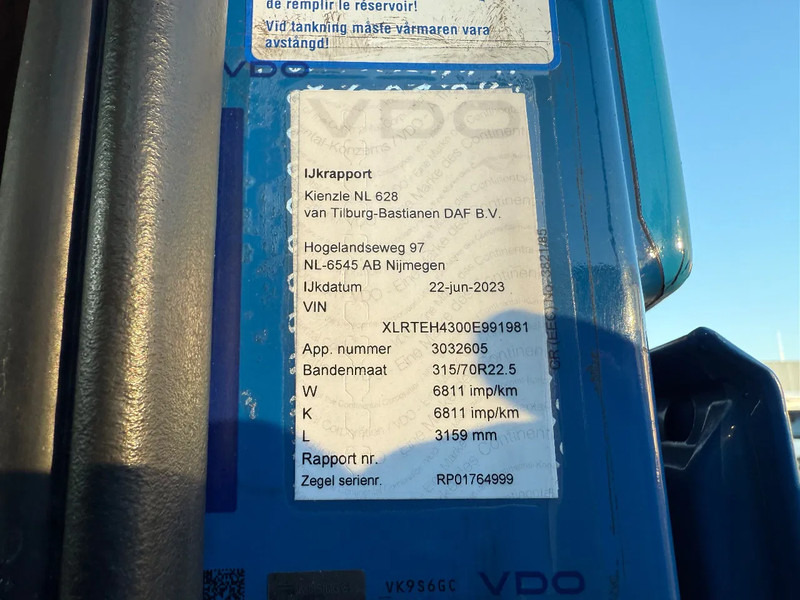 de remplir le réservoir!
Vid tankning måste värmaren vara
avstängd!
VDO
VDO
IJkrapport
Kienzle NL 628
van Tilburg-Bastianen DAF B.V.
Hogelandseweg 97
NL-6545 AB Nijmegen
IJkdatum 22-jun-2023
VIN
XLRTEH4300E991981
App. nummer 3032605
Bandenmaat 315/70R22.5
W 6811 imp/km
K 6811 imp/km
L 3159 mm
Rapport nr.
Zegel serienr. RP01764999
VK9S6GC VDO